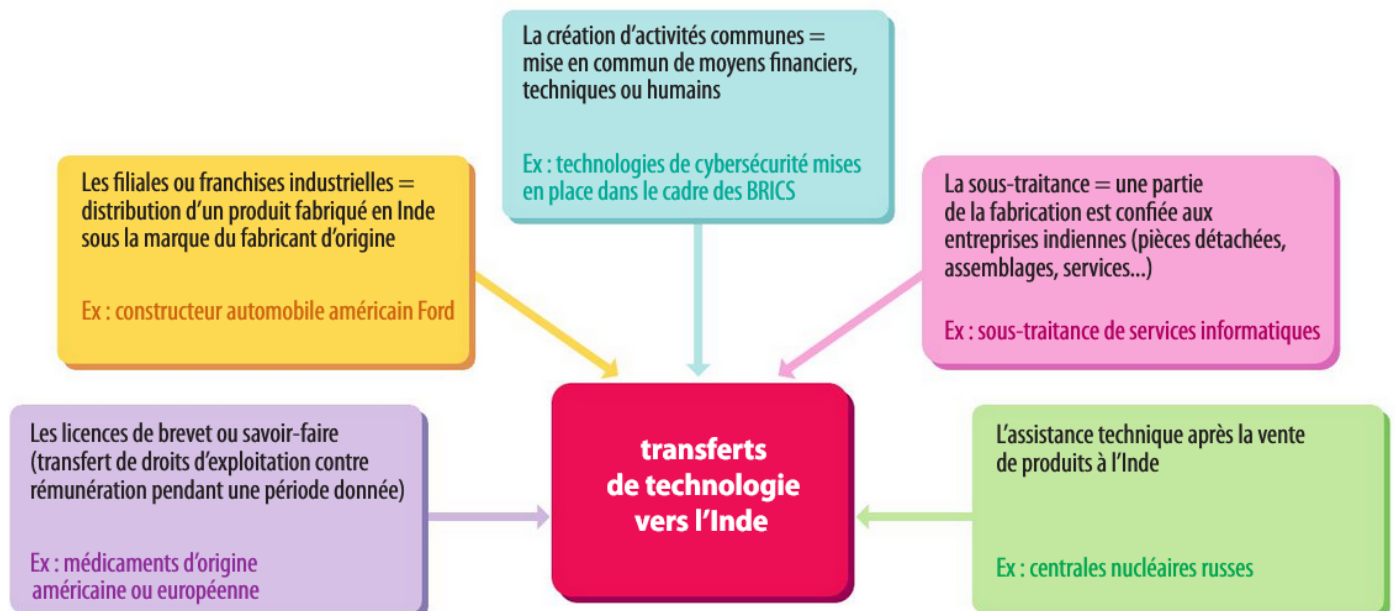 La création d’activités communes =
mise en commun de moyens financiers,
techniques ou humains
Ex : technologies de cybersécurité mises
en place dans le cadre des BRICS
Les filiales ou franchises industrielles =
distribution d’un produit fabriqué en Inde
sous la marque du fabricant d’origine
Ex : constructeur automobile américain Ford
La sous-traitance = une partie
de la fabrication est confiée aux
entreprises indiennes (pièces détachées,
assemblages, services...)
Ex : sous-traitance de services informatiques
Les licences de brevet ou savoir-faire
(transfert de droits d’exploitation contre
rémunération pendant une période donnée)
Ex : médicaments d’origine
américaine ou européenne
transferts
de technologie
vers l’Inde
L’assistance technique après la vente
de produits à l’Inde
Ex : centrales nucléaires russes